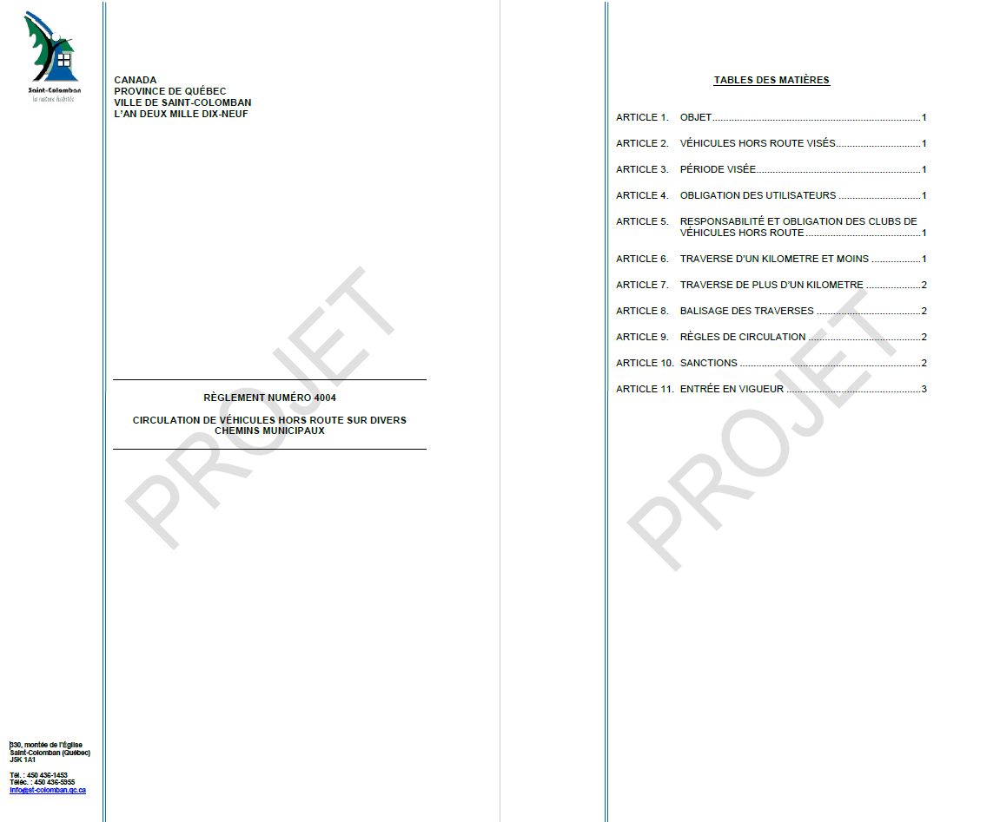 Saint-Colomban
la nature habitée
CANADA
PROVINCE DE QUÉBEC
VILLE DE SAINT-COLOMBAN
L'AN DEUX MILLE DIX-NEUF
RÈGLEMENT NUMÉRO 4004
CIRCULATION DE VÉHICULES HORS ROUTE SUR DIVERS
CHEMINS MUNICIPAUX
PROJET
330, montée de l'Église
Saint-Colomban (Québec)
J5K 1A1
Tél. : 450 436-1453
Téléc. : 450 436-5955
info@st-colomban.qc.ca
TABLES DES MATIÈRES
ARTICLE 1. OBJET............................................................................1
ARTICLE 2. VÉHICULES HORS ROUTE VISÉS...............................1
ARTICLE 3. PÉRIODE VISÉE............................................................1
ARTICLE 4. OBLIGATION DES UTILISATEURS ..............................1
ARTICLE 5. RESPONSABILITÉ ET OBLIGATION DES CLUBS DE
VÉHICULES HORS ROUTE..........................................1
ARTICLE 6. TRAVERSE D'UN KILOMETRE ET MOINS ..................1
ARTICLE 7. TRAVERSE DE PLUS D'UN KILOMETRE ....................2
ARTICLE 8. BALISAGE DES TRAVERSES ......................................2
ARTICLE 9. RÈGLES DE CIRCULATION .........................................2
ARTICLE 10. SANCTIONS ..................................................................2
ARTICLE 11. ENTRÉE EN VIGUEUR .................................................3
PROJET